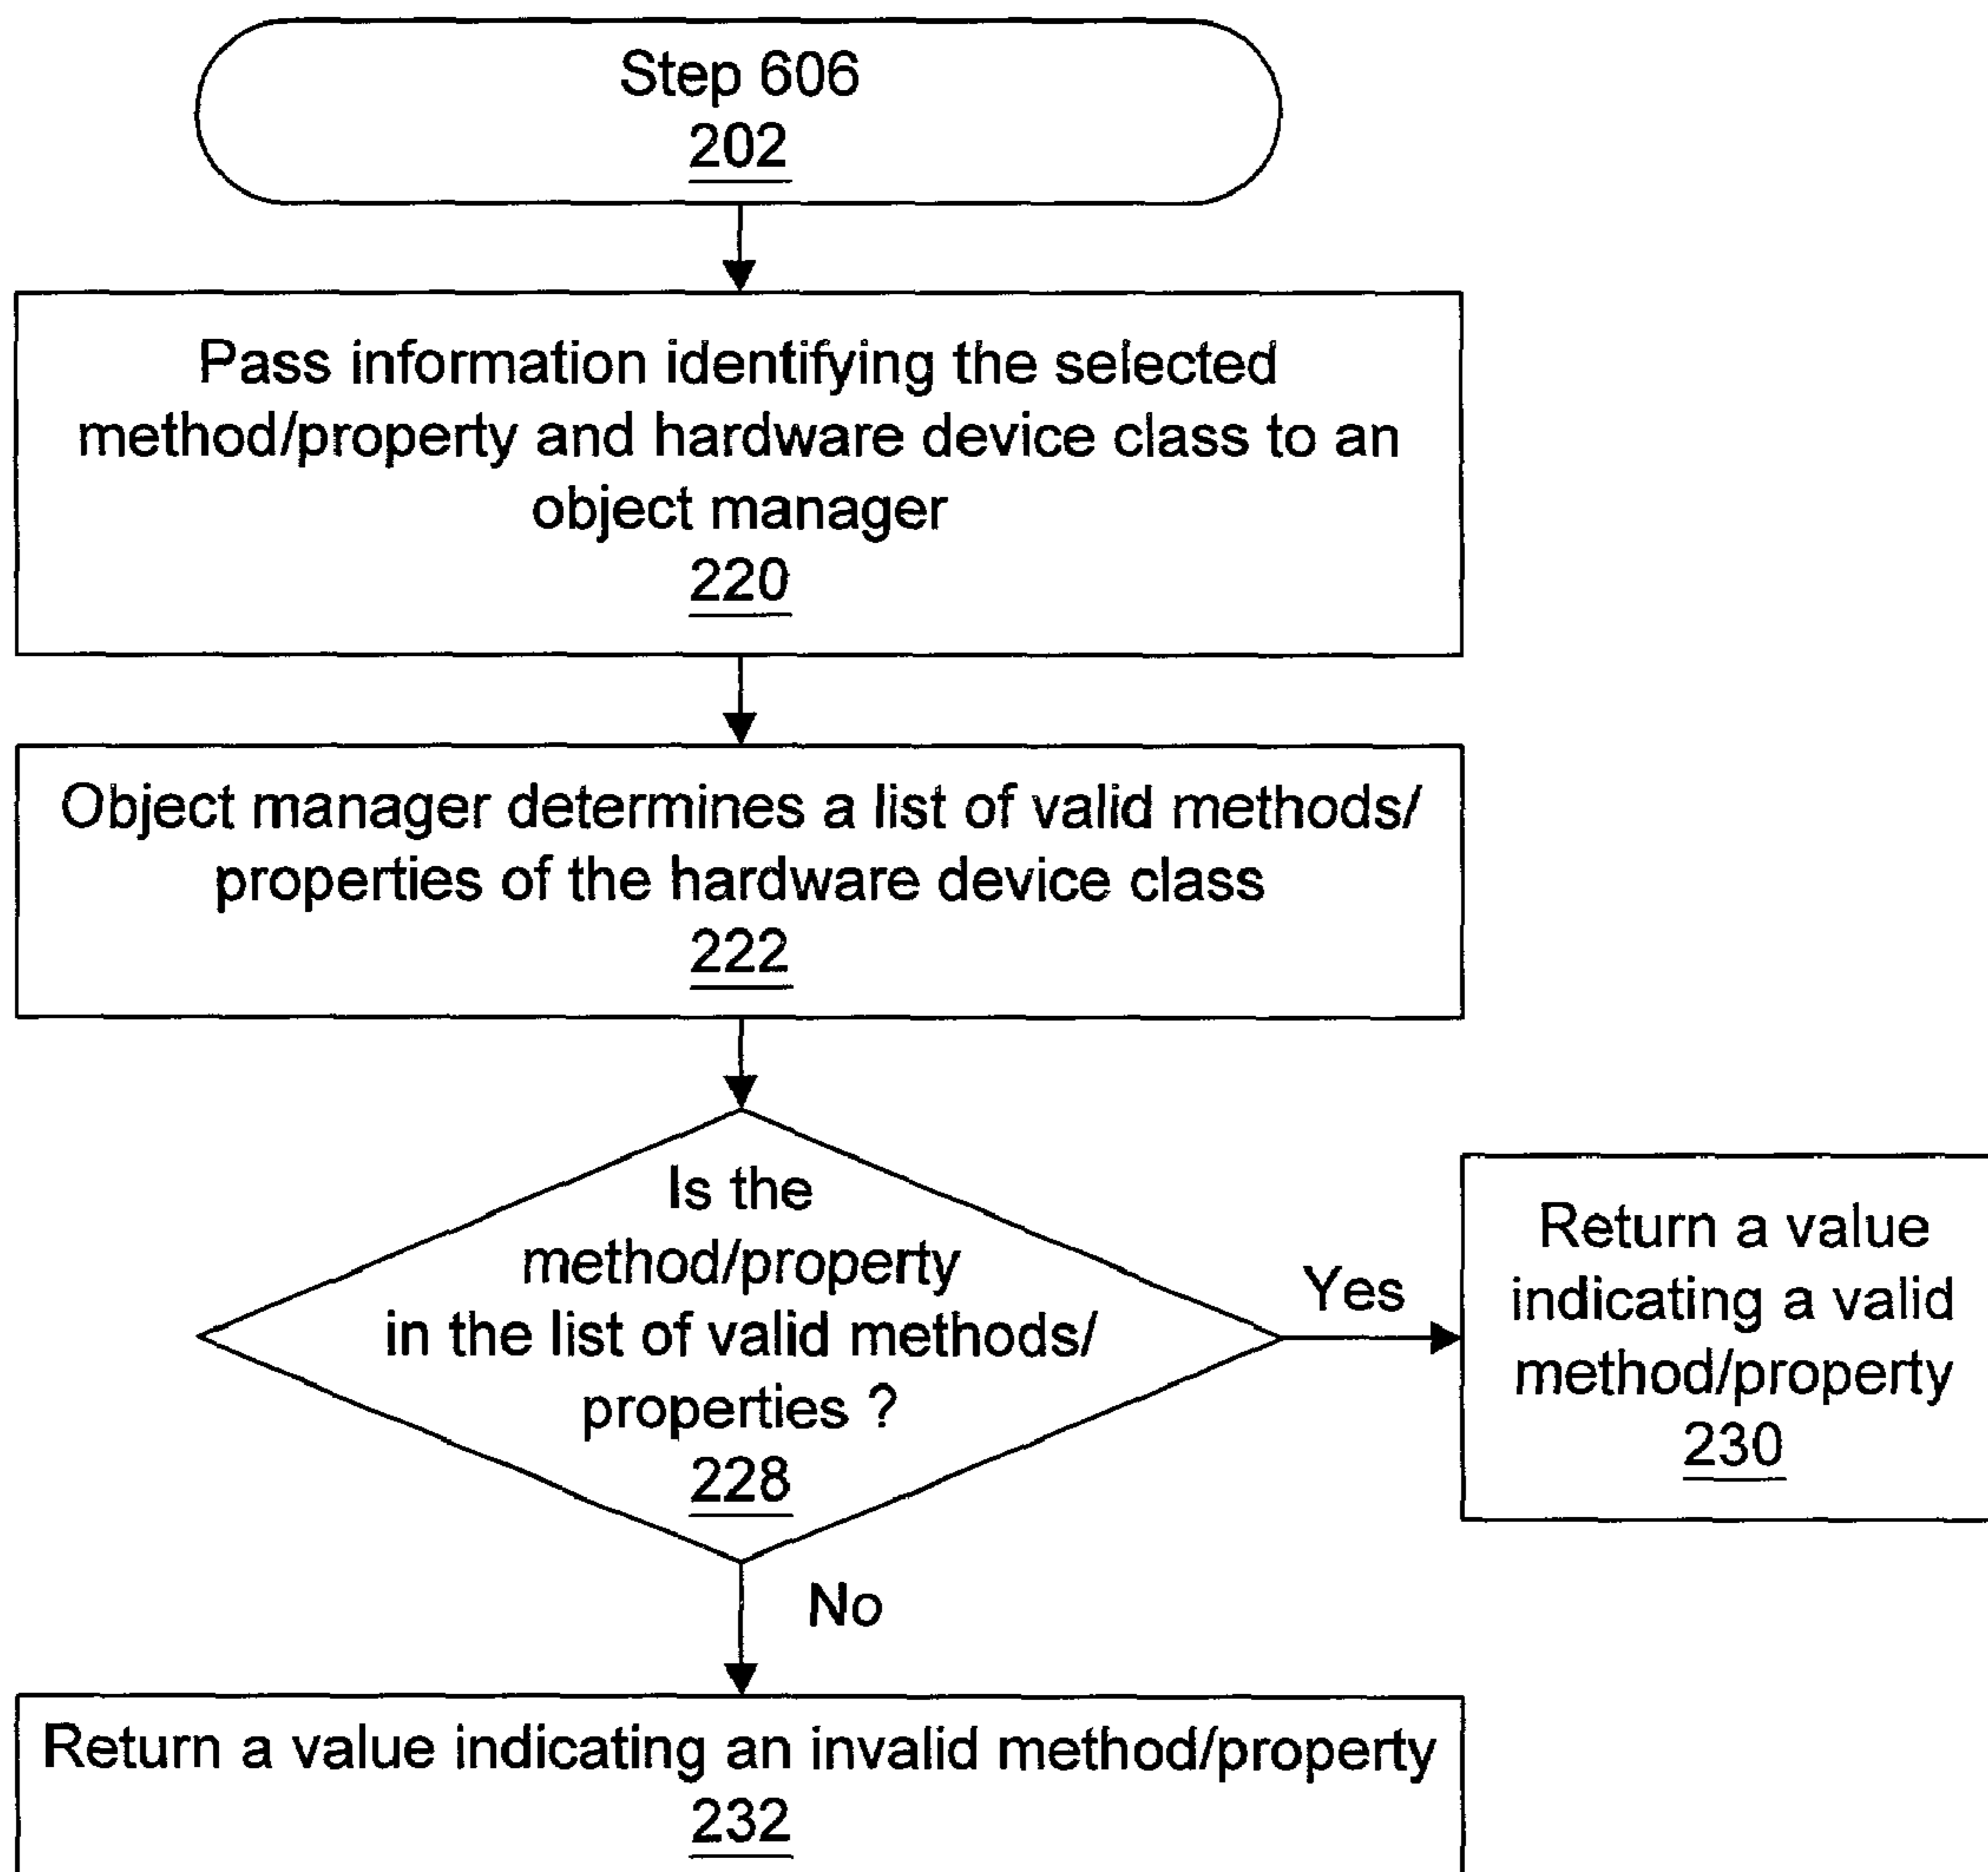 Step 606
202
Pass information identifying the selected
method/property and hardware device class to an
object manager
220
Object manager determines a list of valid methods/
properties of the hardware device class
222
Is the
method/property
in the list of valid methods/
properties ?
228
Yes
Return a value
indicating a valid
method/property
230
No
Return a value indicating an invalid method/property
232